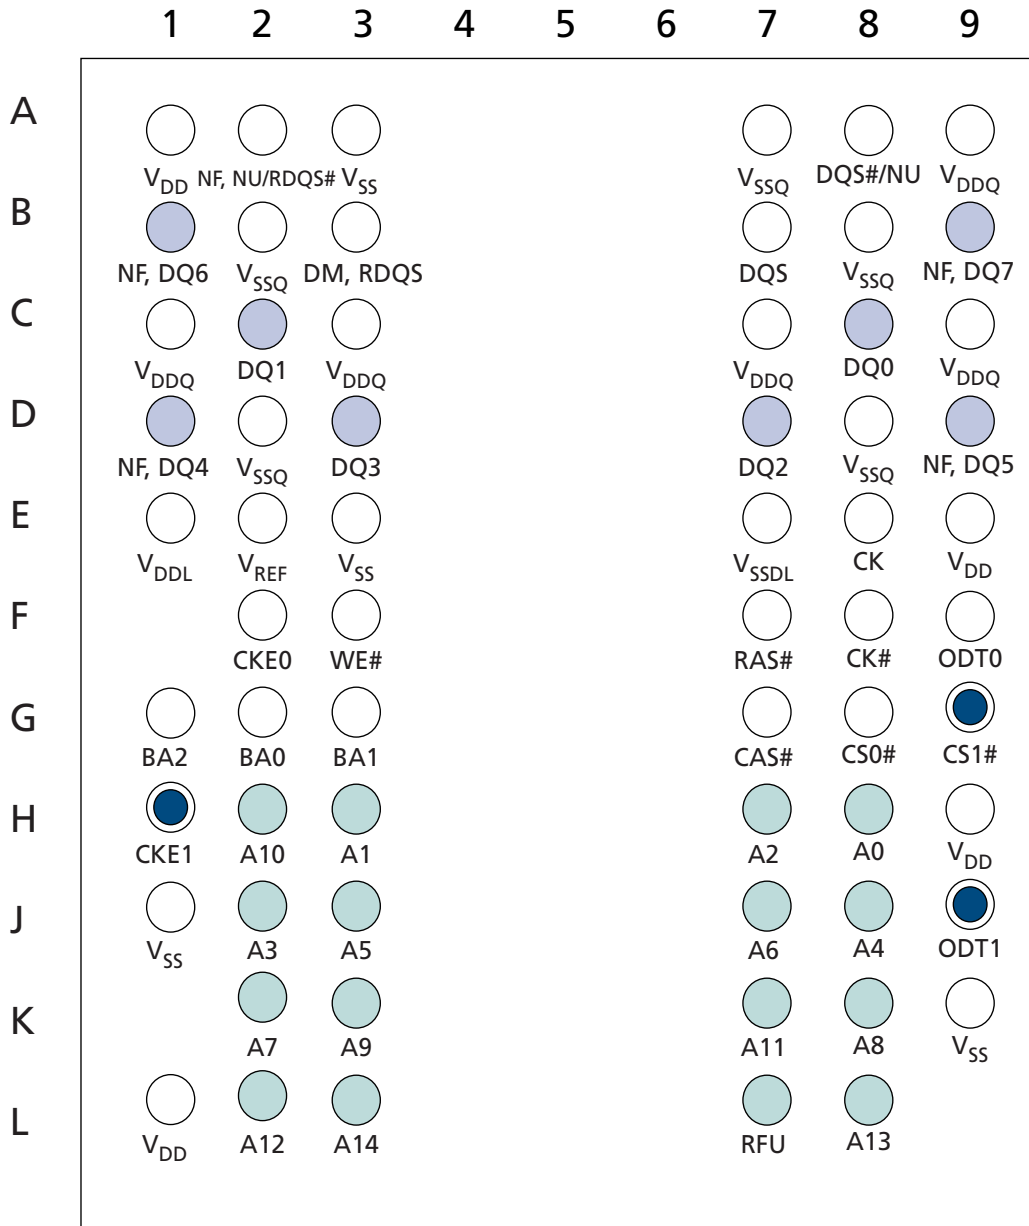 1 2 3 4 5 6 7 8 9
A
VDD NF, NU/RDQS# VSS VSSQ DQS#/NU VDDQ
B
NF, DQ6 VSSQ DM, RDQS DQS VSSQ NF, DQ7
C
VDDQ DQ1 VDDQ VDDQ DQ0 VDDQ
D
NF, DQ4 VSSQ DQ3 DQ2 VSSQ NF, DQ5
E
VDDL VREF VSS VSSDL CK VDD
F
CKE0 WE# RAS# CK# ODT0
G
BA2 BA0 BA1 CAS# CS0# CS1#
H
CKE1 A10 A1 A2 A0 VDD
J
VSS A3 A5 A6 A4 ODT1
K
A7 A9 A11 A8 VSS
L
VDD A12 A14 RFU A13